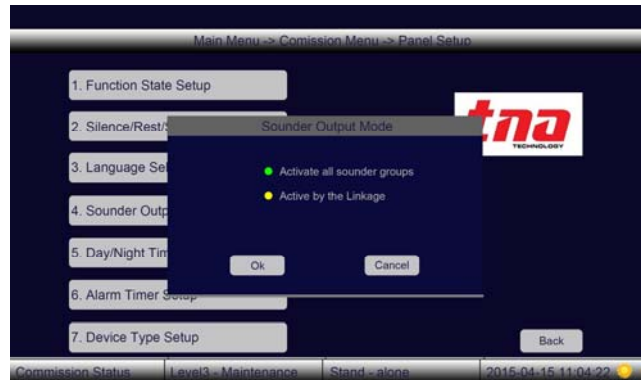 Main Menu -> Comission Menu -> Panel Setup
1. Function State Setup
2. Silence/Rest/
3. Language Sel
4. Sounder Outp
5. Day/Night Tim
6. Alarm Timer Setup
7. Device Type Setup
tna
TECHNOLOGY
Sounder Output Mode
Activate all sounder groups
Active by the Linkage
Ok
Cancel
Back
Commission Status
Level3 - Maintenance
Stand - alone
2015-04-15 11:04:22